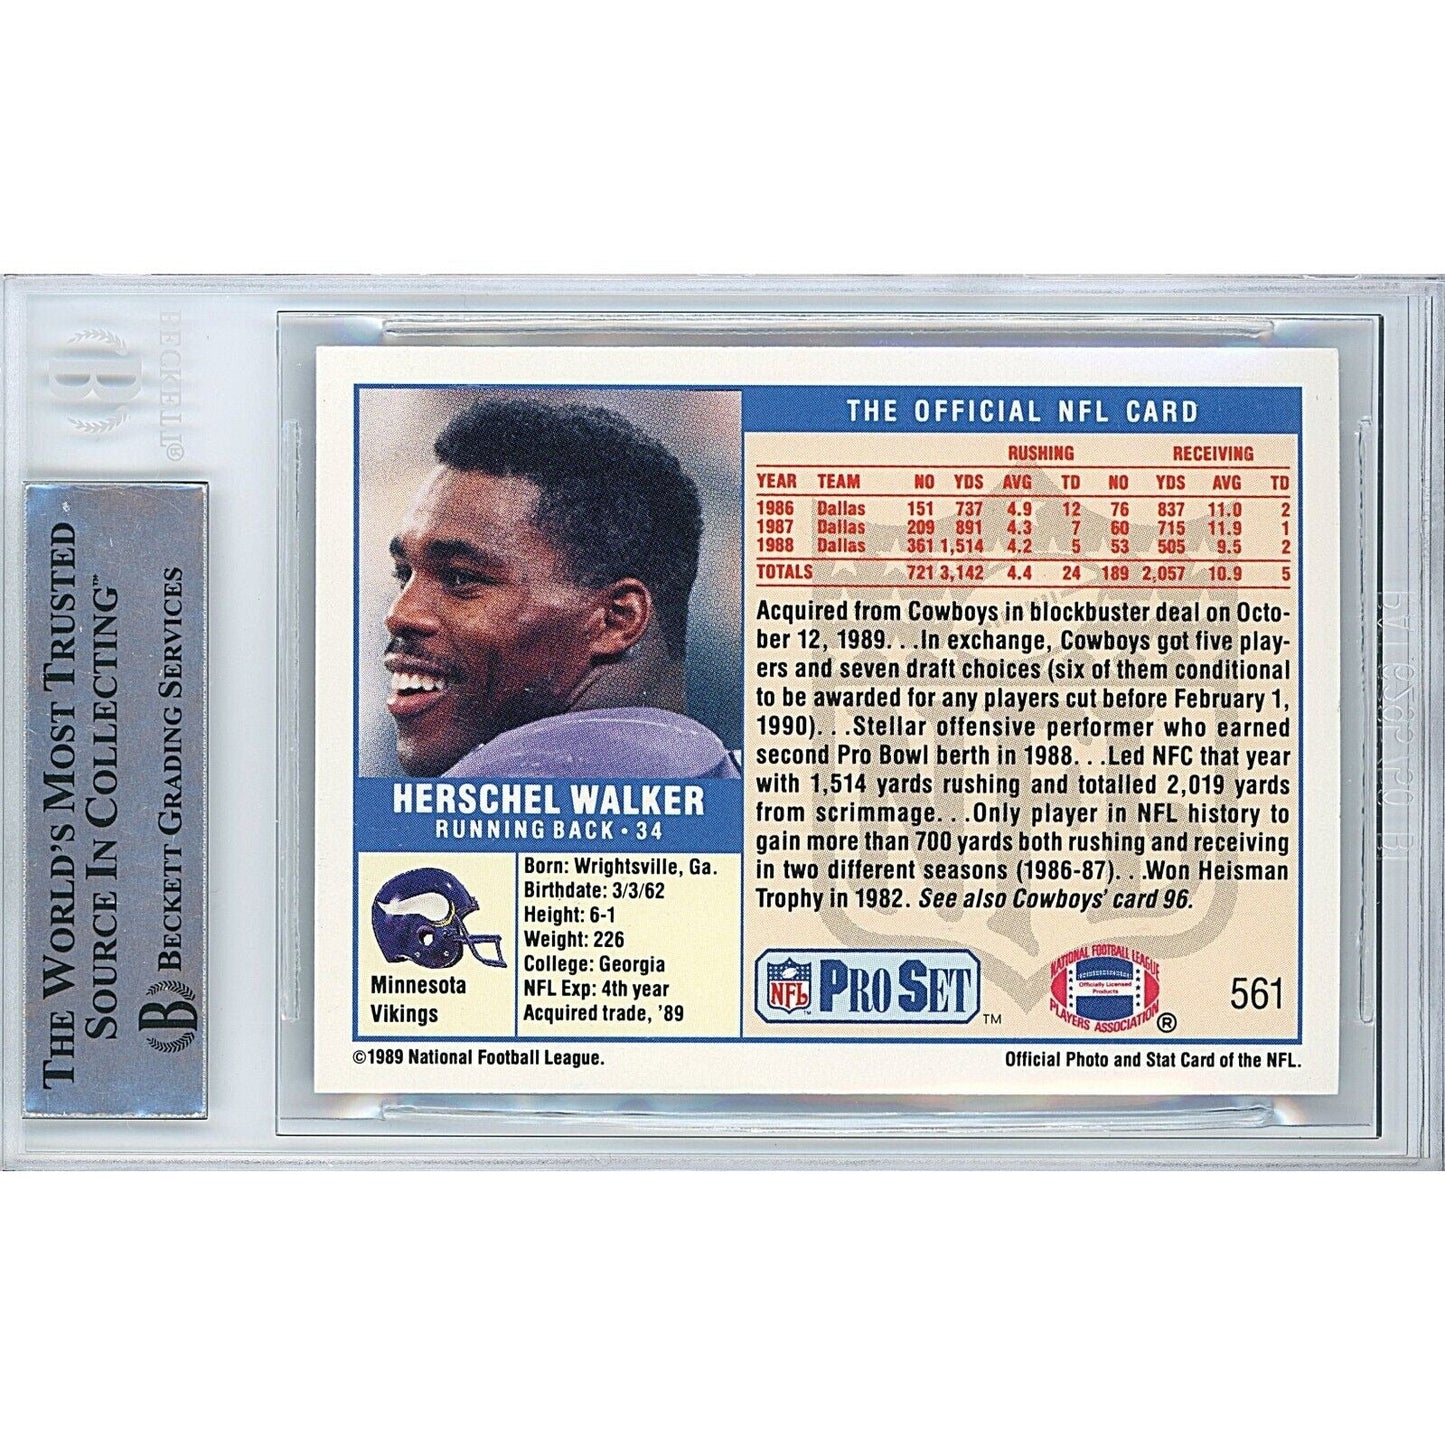 THE WORLD'S MOST TRUSTED
SOURCE IN COLLECTING™
B BECKETT GRADING SERVICES
BECKETT®
THE OFFICIAL NFL CARD
RUSHING RECEIVING
YEAR TEAM NO YDS AVG TD NO YDS AVG TD
1986 Dallas 151 737 4.9 12 76 837 11.0 2
1987 Dallas 209 891 4.3 7 60 715 11.9 1
1988 Dallas 361 1,514 4.2 5 53 505 9.5 2
TOTALS 721 3,142 4.4 24 189 2,057 10.9 5
Acquired from Cowboys in blockbuster deal on Octo-
ber 12, 1989. . .In exchange, Cowboys got five play-
ers and seven draft choices (six of them conditional
to be awarded for any players cut before February 1,
1990). . .Stellar offensive performer who earned
second Pro Bowl berth in 1988. . .Led NFC that year
with 1,514 yards rushing and totalled 2,019 yards
from scrimmage. . .Only player in NFL history to
gain more than 700 yards both rushing and receiving
in two different seasons (1986-87). . .Won Heisman
Trophy in 1982. See also Cowboys' card 96.
HERSCHEL WALKER
RUNNING BACK • 34
Minnesota
Vikings
Born: Wrightsville, Ga.
Birthdate: 3/3/62
Height: 6-1
Weight: 226
College: Georgia
NFL Exp: 4th year
Acquired trade, '89
NFL PRO SET™
NATIONAL FOOTBALL LEAGUE
Officially Licensed
Products
PLAYERS ASSOCIATION®
561
©1989 National Football League.
Official Photo and Stat Card of the NFL.